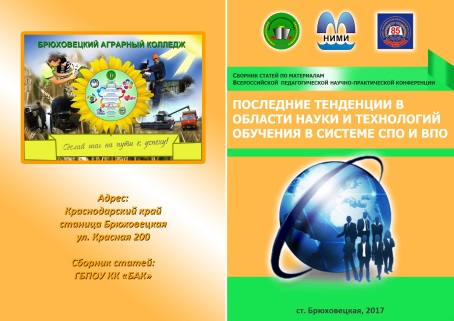 БРЮХОВЕЦКИЙ АГРАРНЫЙ КОЛЛЕДЖ
Сделай шаг на пути к успеху!
Адрес:
Краснодарский край
станица Брюховецкая
ул. Красная 200
Сборник статей:
ГБПОУ КК «БАК»
НИМИ
85
СБОРНИК СТАТЕЙ ПО МАТЕРИАЛАМ
ВСЕРОССИЙСКОЙ ПЕДАГОГИЧЕСКОЙ НАУЧНО-ПРАКТИЧЕСКОЙ КОНФЕРЕНЦИИ
ПОСЛЕДНИЕ ТЕНДЕНЦИИ В
ОБЛАСТИ НАУКИ И ТЕХНОЛОГИЙ
ОБУЧЕНИЯ В СИСТЕМЕ СПО И ВПО
ст. Брюховецкая, 2017